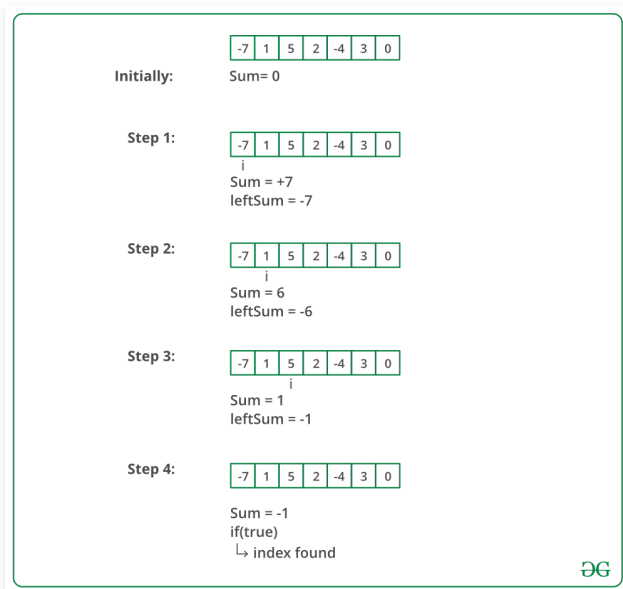 -7 1 5 2 -4 3 0
Initially: Sum= 0
Step 1: -7 1 5 2 -4 3 0
i
Sum = +7
leftSum = -7
Step 2: -7 1 5 2 -4 3 0
i
Sum = 6
leftSum = -6
Step 3: -7 1 5 2 -4 3 0
i
Sum = 1
leftSum = -1
Step 4: -7 1 5 2 -4 3 0
Sum = -1
if(true)
↳ index found